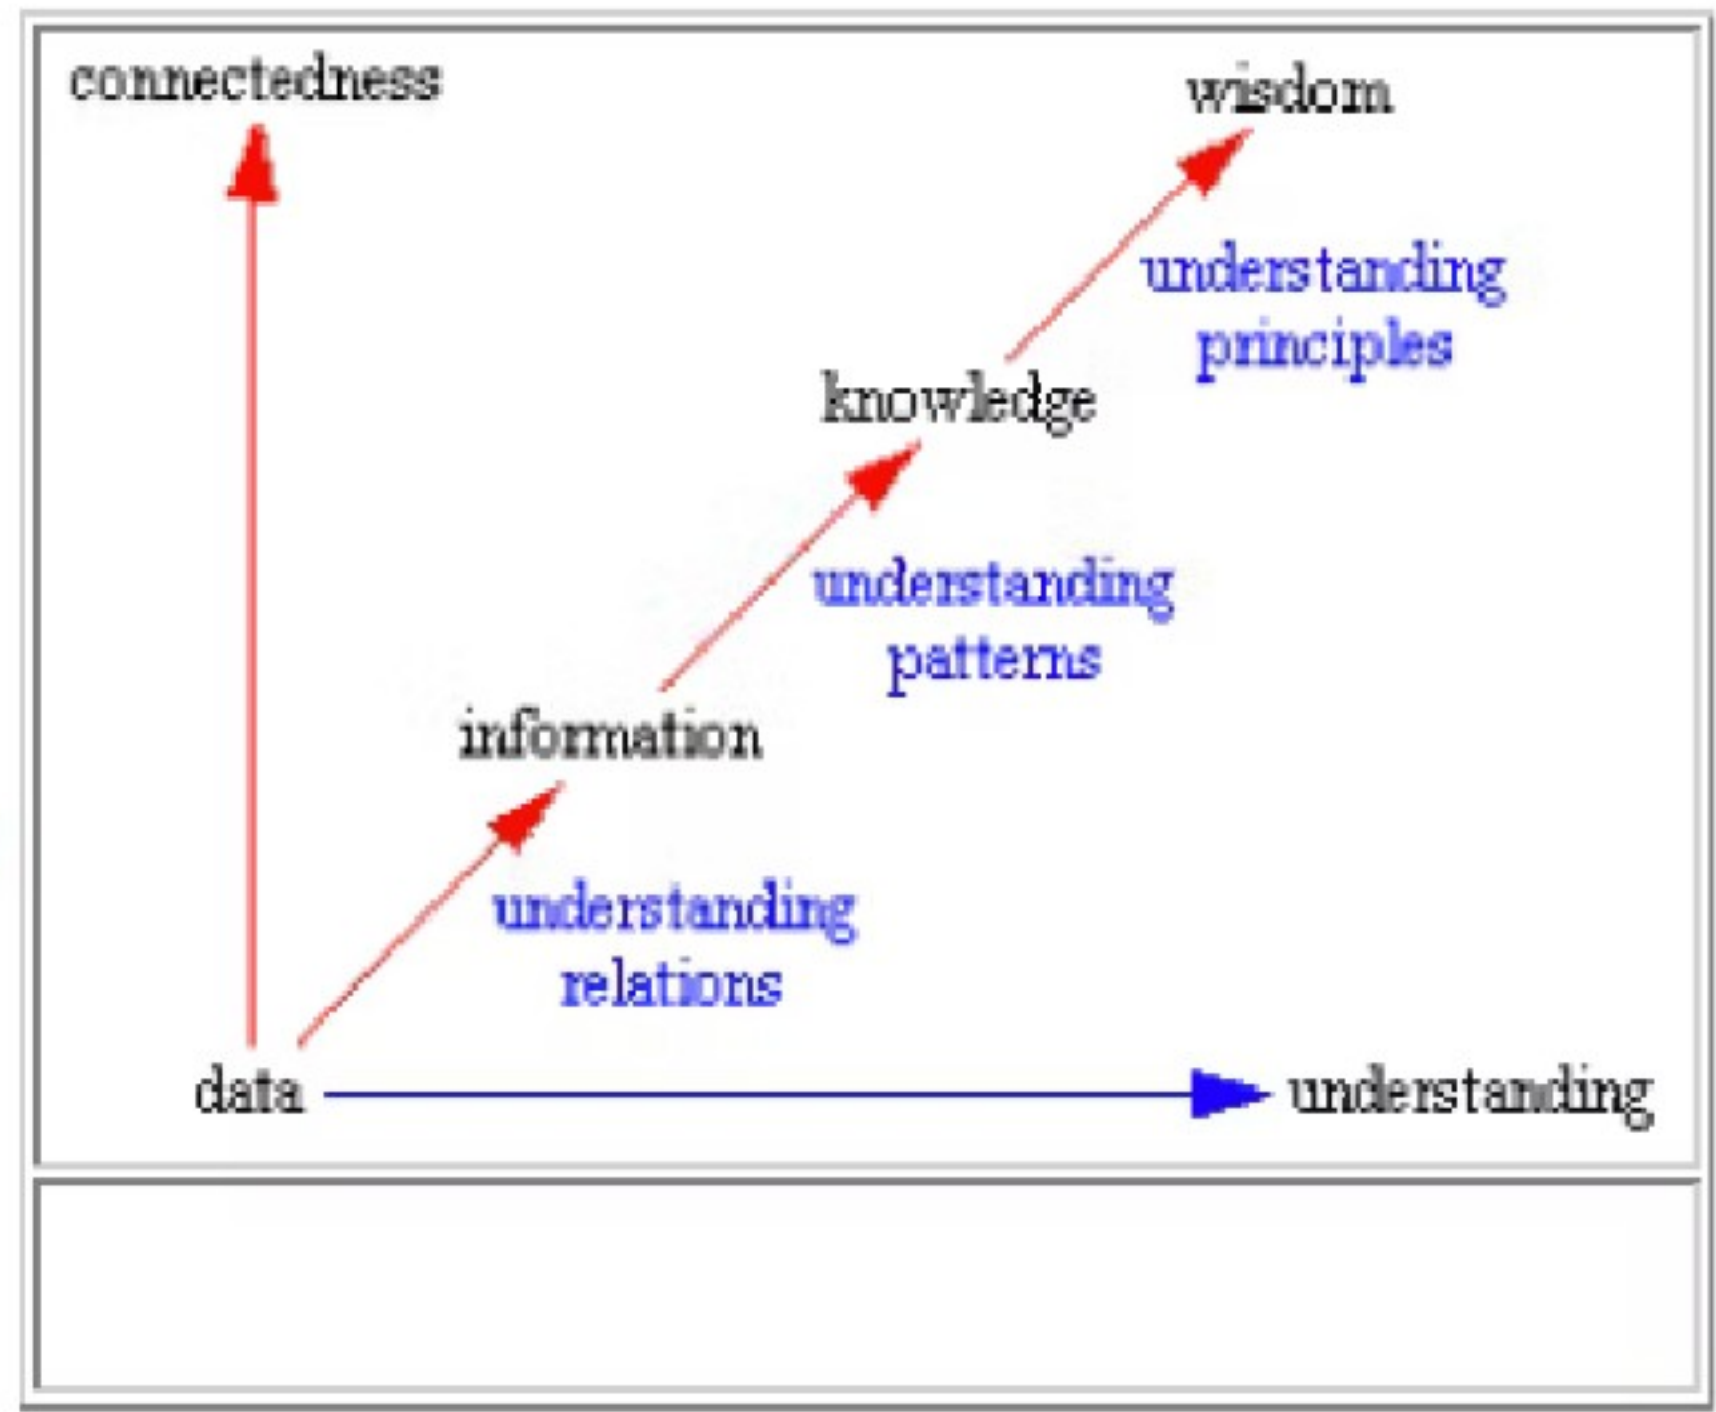 connectedness
wisdom
understanding
principles
knowledge
understanding
patterns
information
understanding
relations
data
understanding